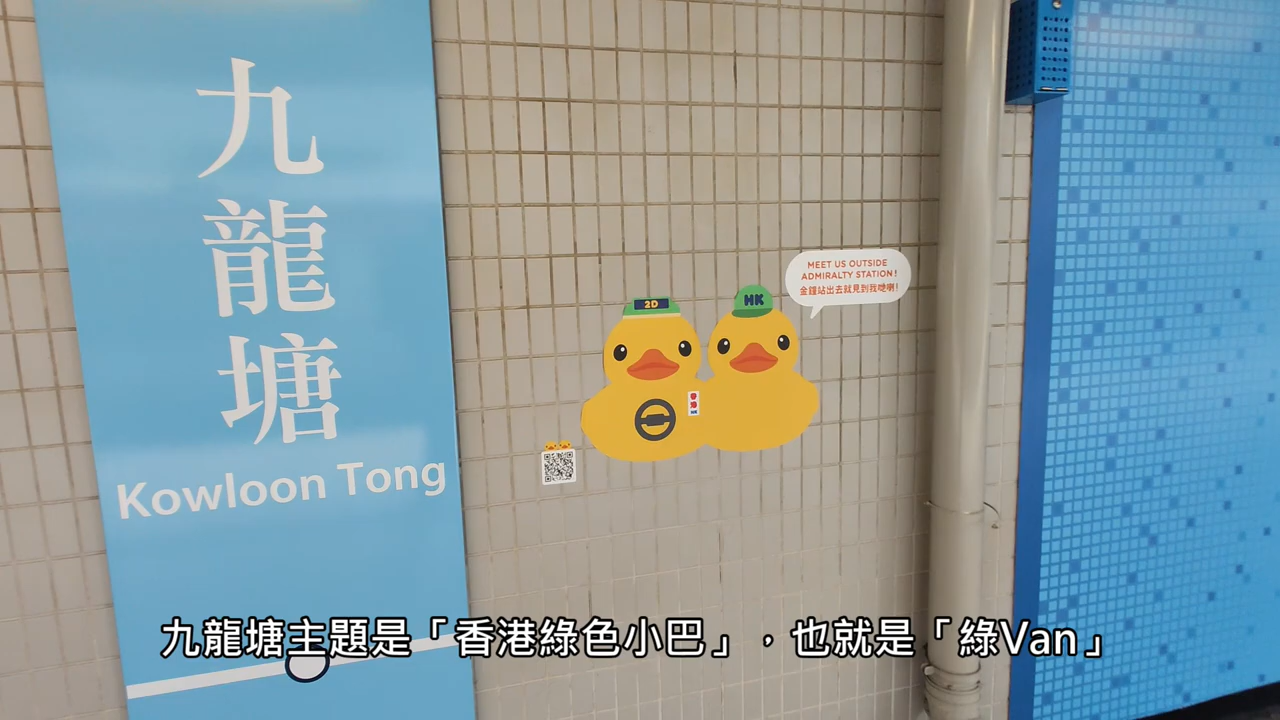 九龍塘
Kowloon Tong
2D
HK
MEET US OUTSIDE
ADMIRALTY STATION!
金鐘站出去就見到我哋喇!
九龍塘主題是「香港綠色小巴」，也就是「綠Van」